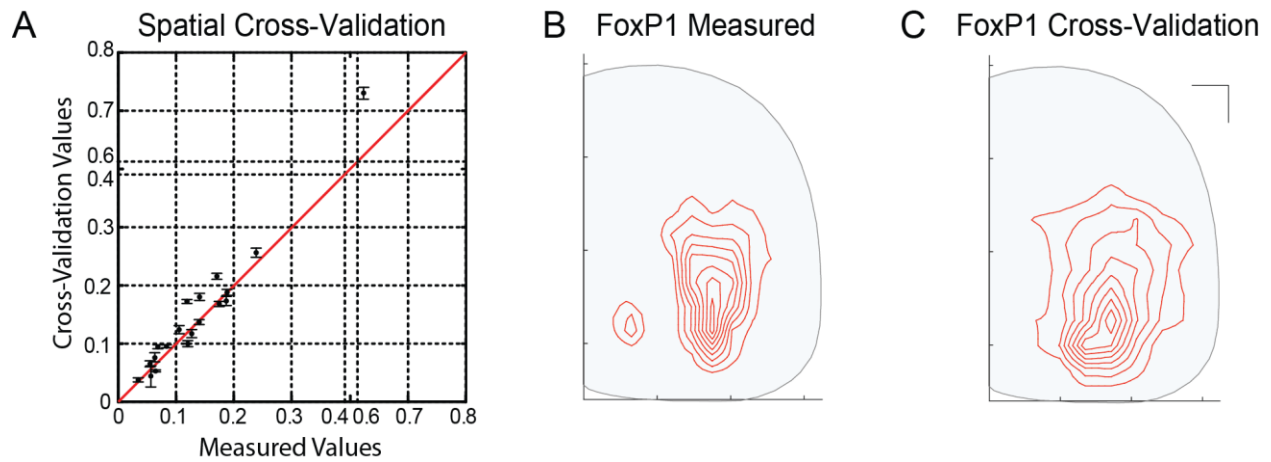 A
Spatial Cross-Validation
B
FoxP1 Measured
C
FoxP1 Cross-Validation
Cross-Validation Values
0.8
0.7
0.6
0.4
0.3
0.2
0.1
0
0 0.1 0.2 0.3 0.4 0.6 0.7 0.8
Measured Values